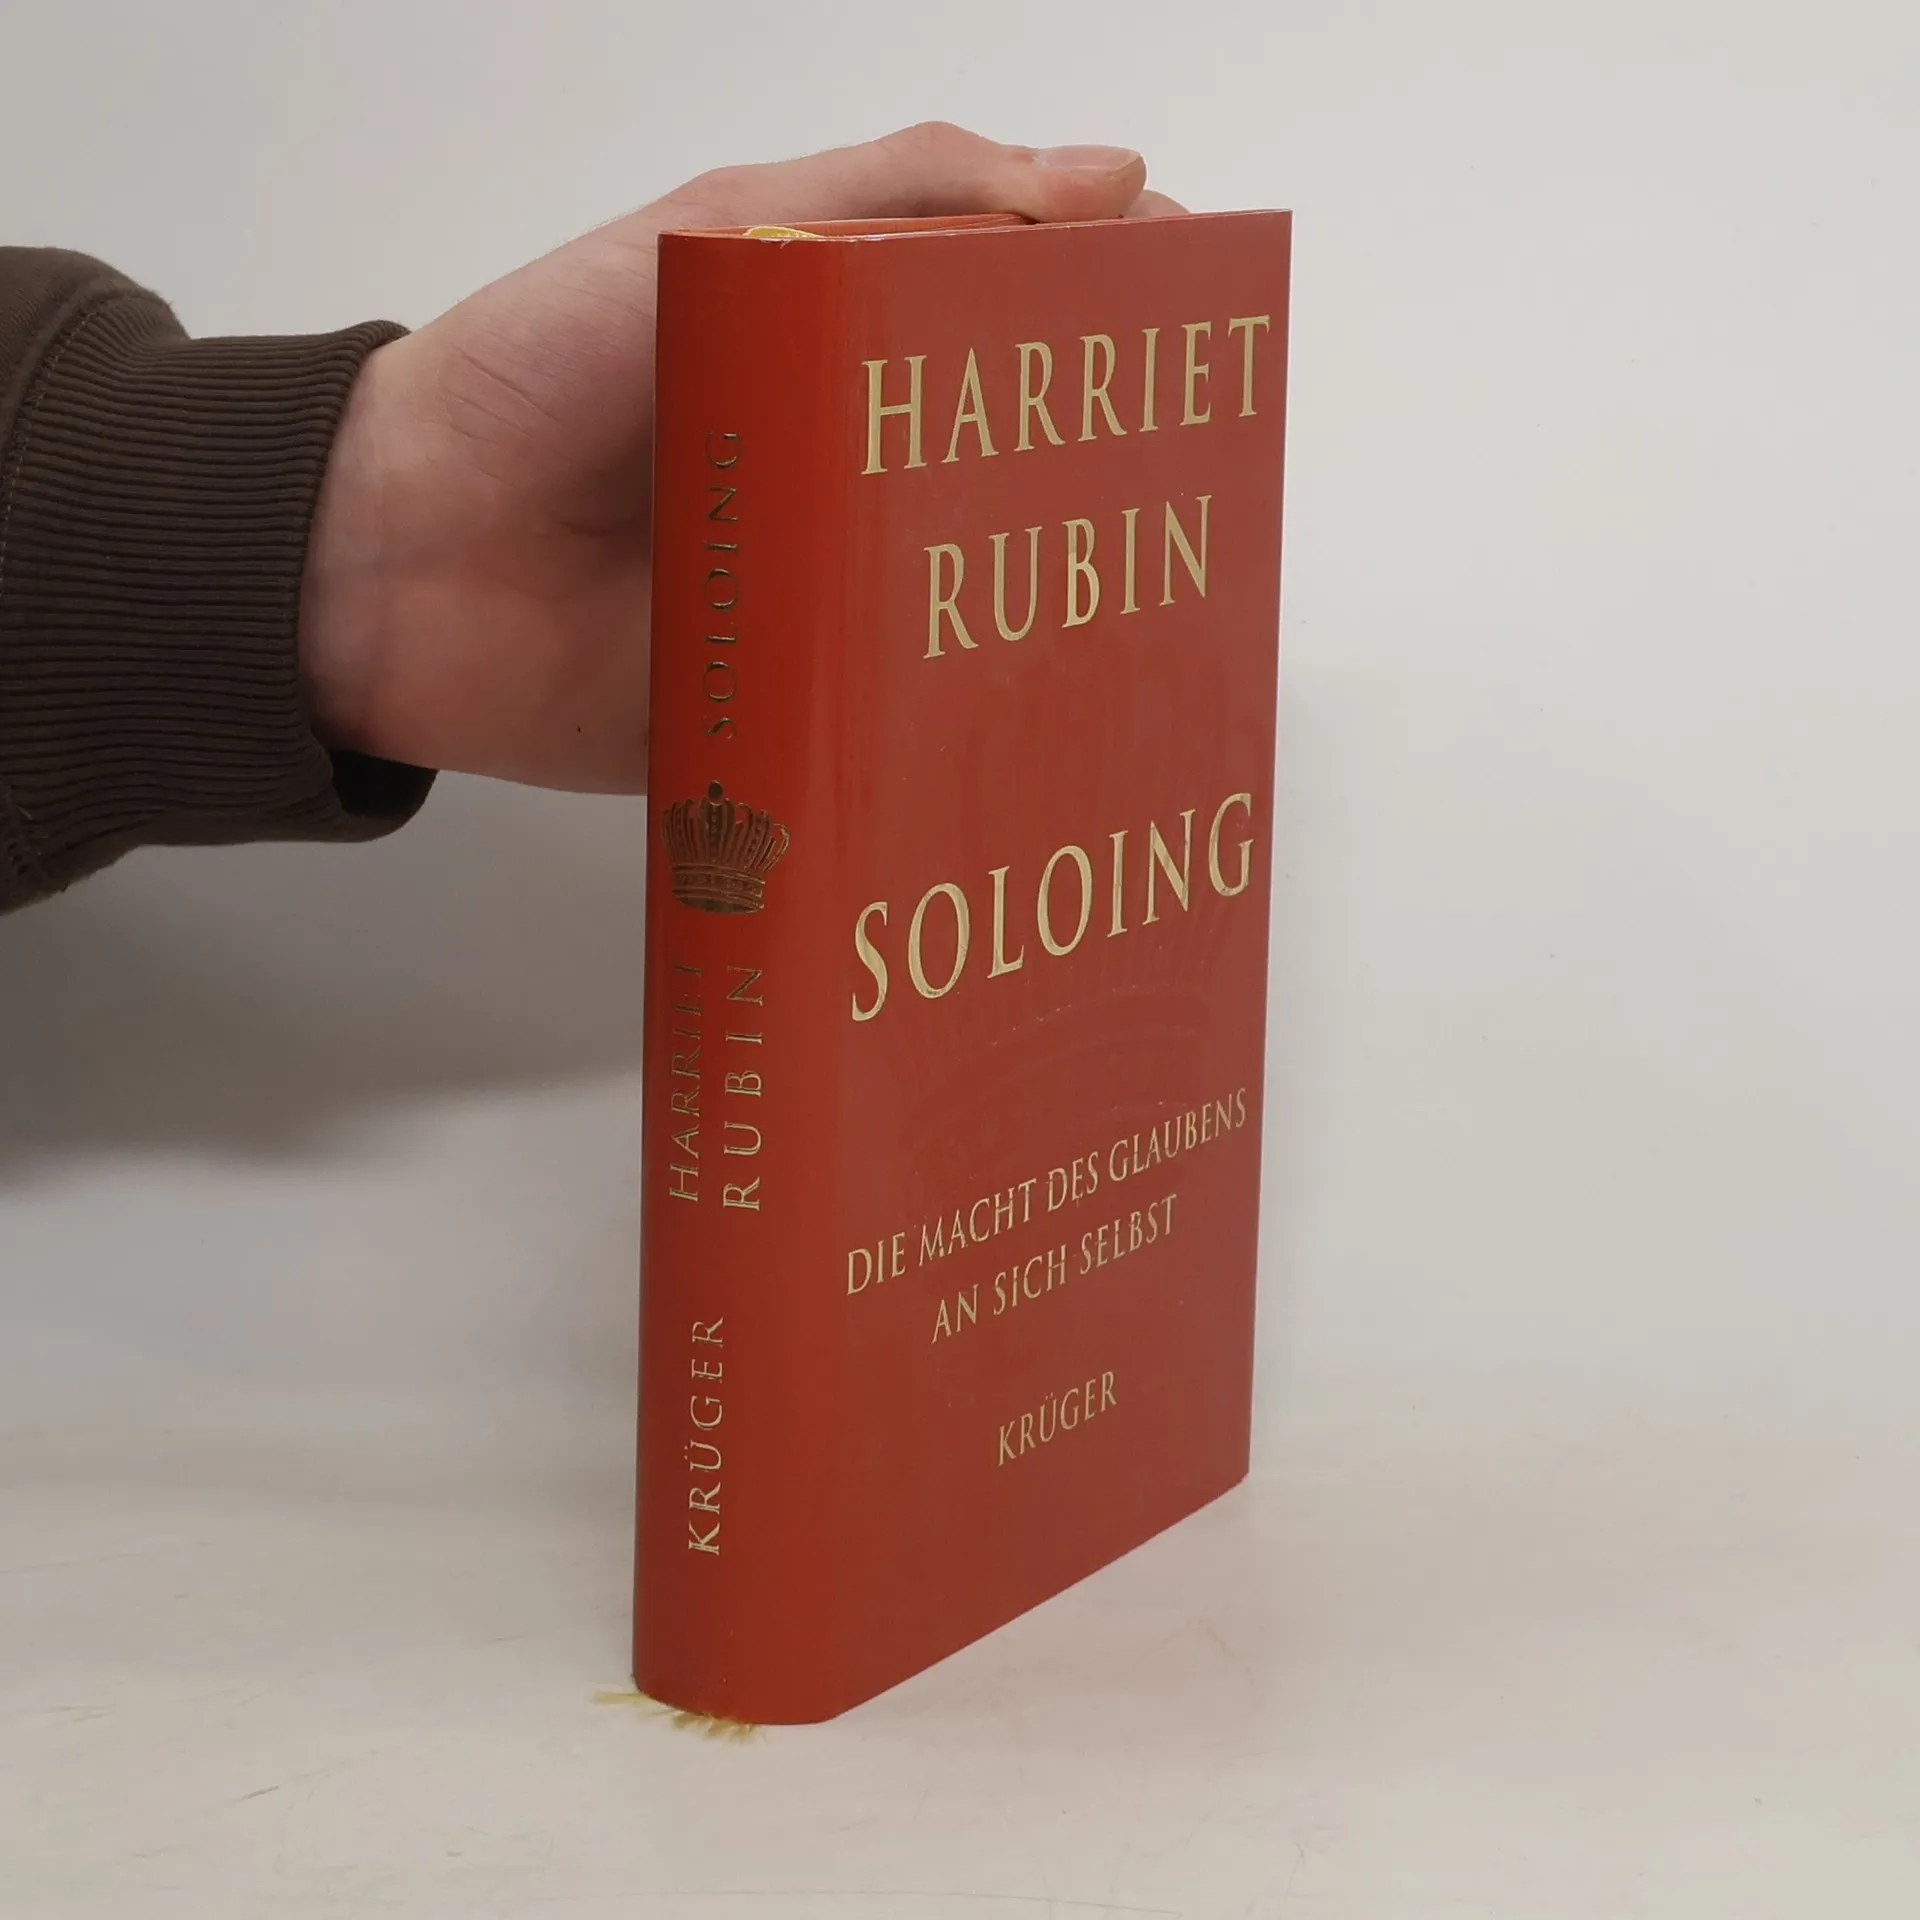 HARRIET
RUBIN
SOLOING
DIE MACHT DES GLAUBENS
AN SICH SELBST
KRÜGER
KRÜGER
HARRIET
RUBIN
SOLOING